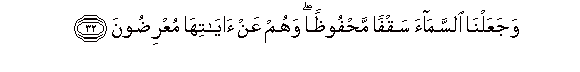 وَجَعَلْنَا ٱلسَّمَآءَ سَقْفًا مَّحْفُوظًا ۖ وَهُمْ عَنْ ءَايَـٰتِهَا مُعْرِضُونَ ﴿٣٢﴾